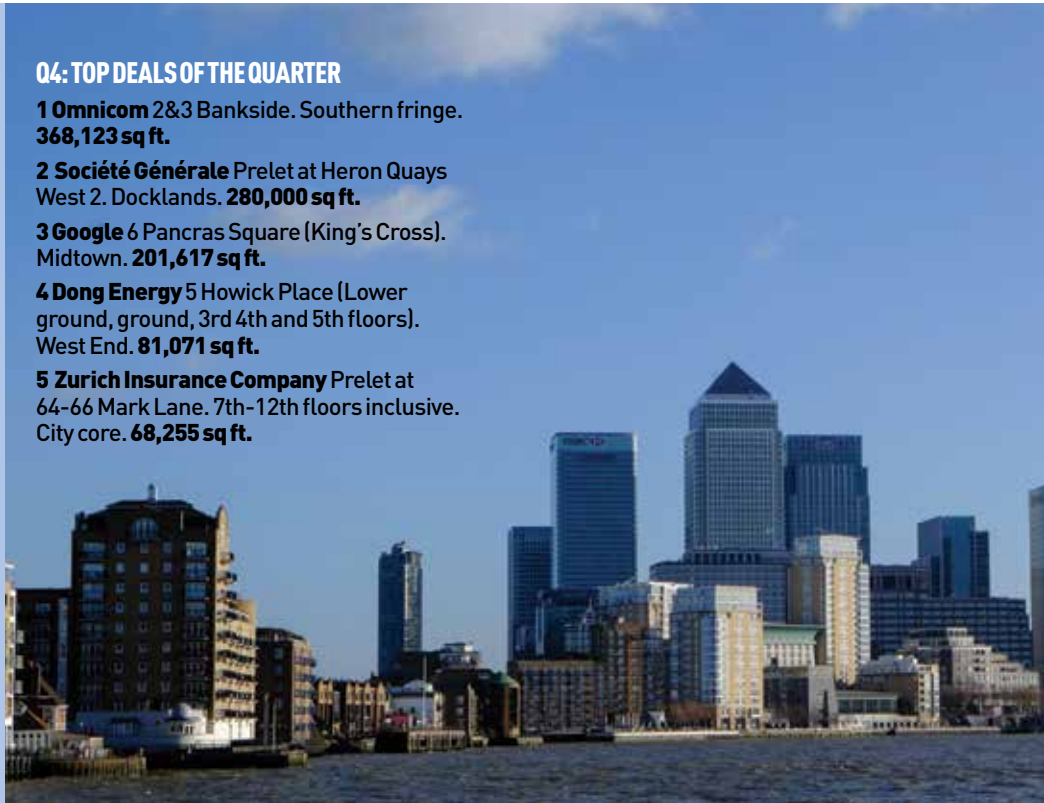 Q4: TOP DEALS OF THE QUARTER
1 Omnicom 2&3 Bankside. Southern fringe.
368,123 sq ft.
2 Société Générale Prelet at Heron Quays
West 2. Docklands. 280,000 sq ft.
3 Google 6 Pancras Square (King's Cross).
Midtown. 201,617 sq ft.
4 Dong Energy 5 Howick Place (Lower
ground, ground, 3rd 4th and 5th floors).
West End. 81,071 sq ft.
5 Zurich Insurance Company Prelet at
64-66 Mark Lane. 7th-12th floors inclusive.
City core. 68,255 sq ft.